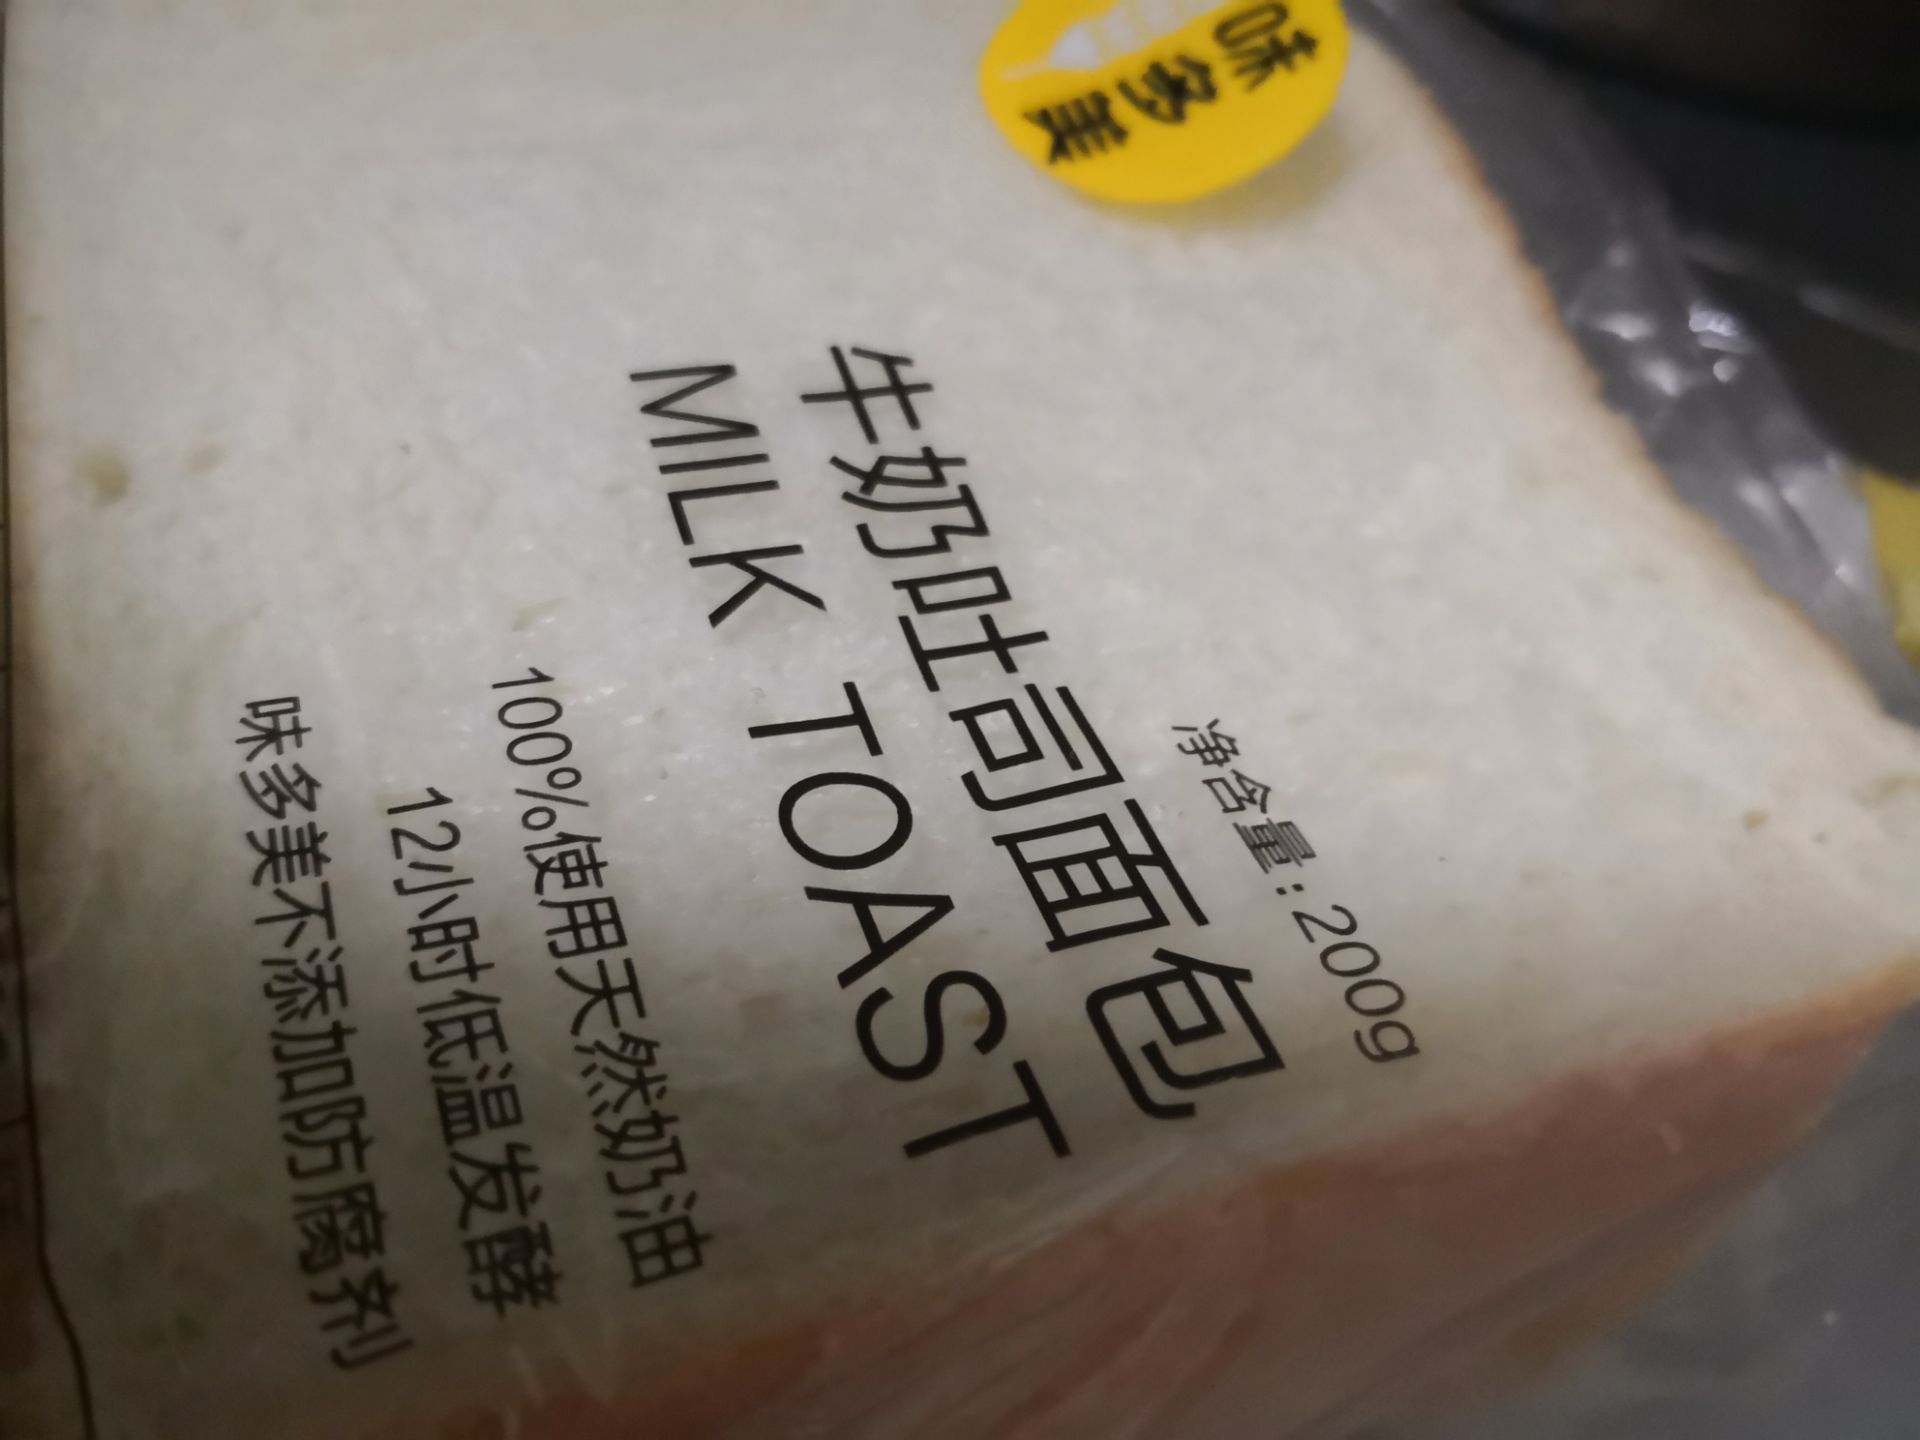 味多美
净含量:200g
牛奶吐司面包
MILK TOAST
100%使用天然奶油
12小时低温发酵
味多美不添加防腐剂